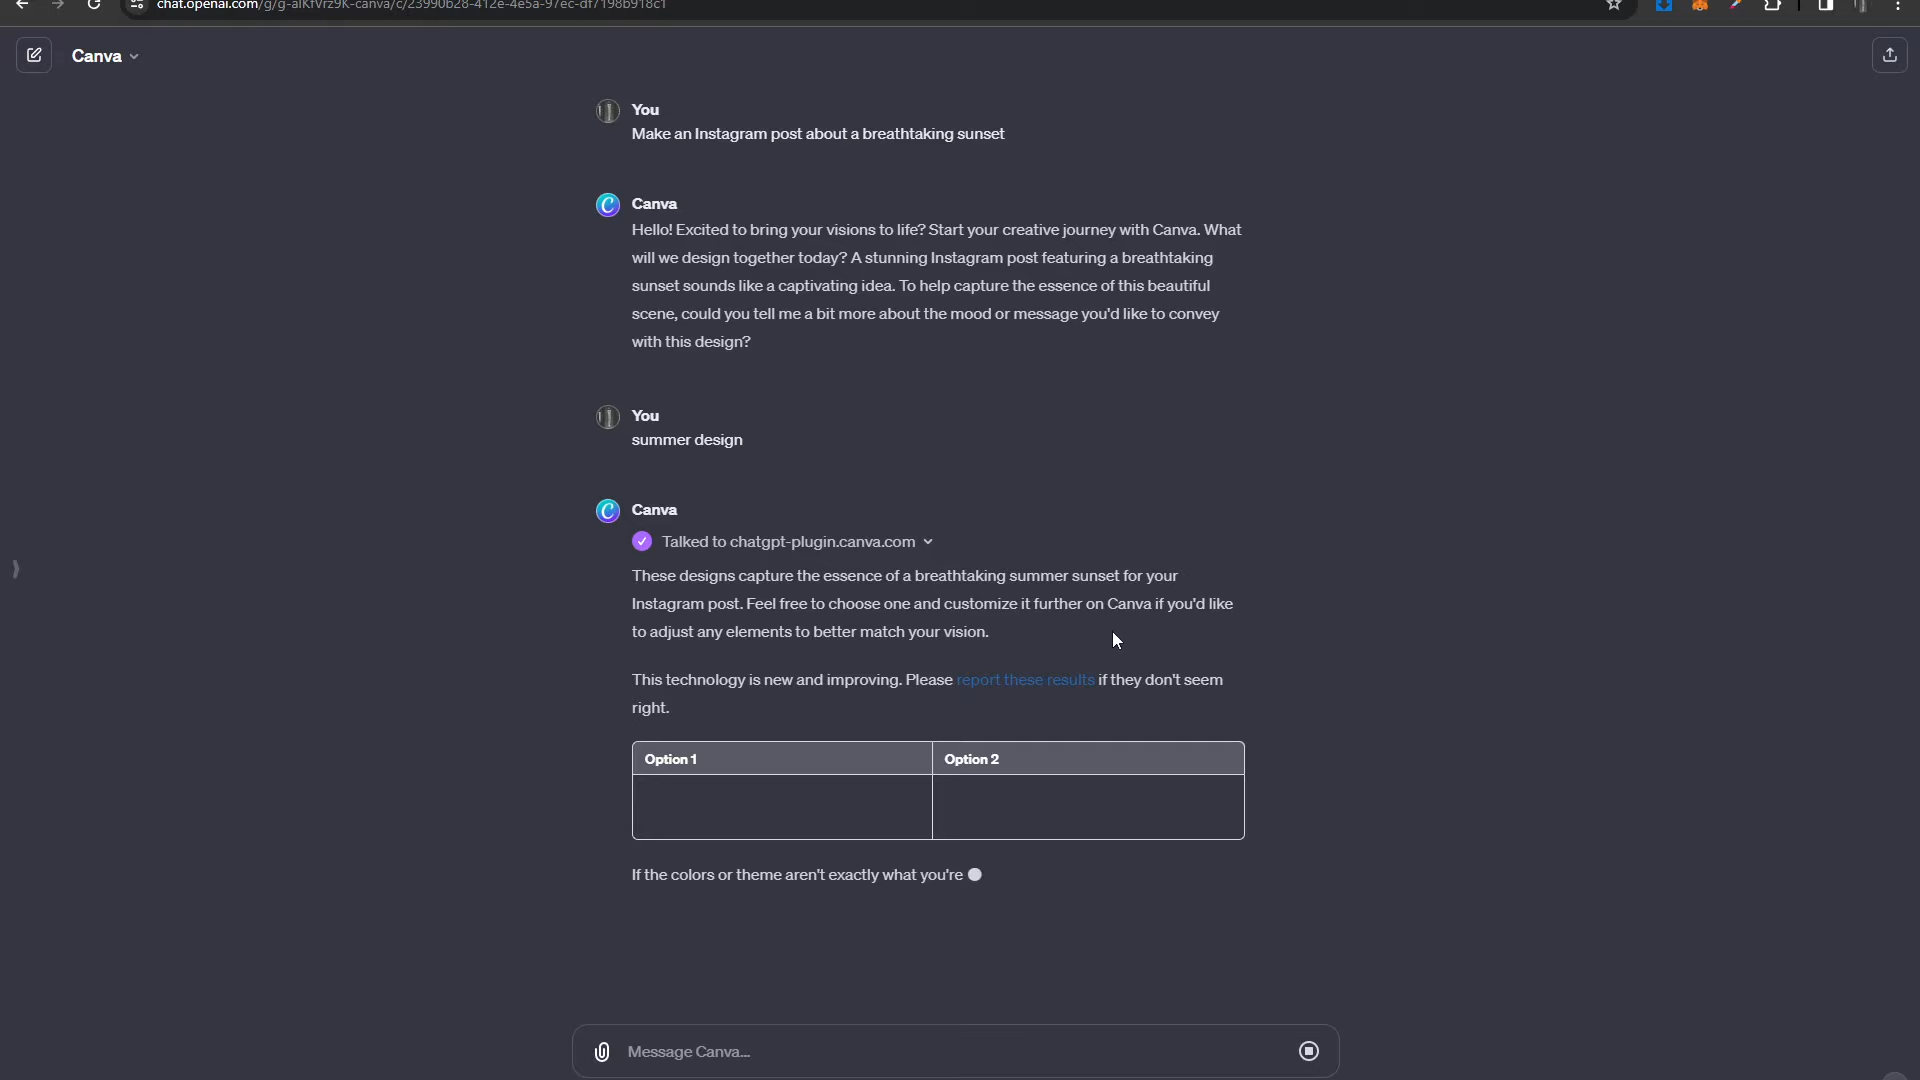 chat.openai.com/g/g-alKfVrz9K-canva/c/23990b28-412e-4e5a-97ec-df7198b918c1
Canva
You
Make an Instagram post about a breathtaking sunset
Canva
Hello! Excited to bring your visions to life? Start your creative journey with Canva. What
will we design together today? A stunning Instagram post featuring a breathtaking
sunset sounds like a captivating idea. To help capture the essence of this beautiful
scene, could you tell me a bit more about the mood or message you'd like to convey
with this design?
You
summer design
Canva
Talked to chatgpt-plugin.canva.com
These designs capture the essence of a breathtaking summer sunset for your
Instagram post. Feel free to choose one and customize it further on Canva if you'd like
to adjust any elements to better match your vision.
This technology is new and improving. Please report these results if they don't seem
right.
Option 1 Option 2
If the colors or theme aren't exactly what you're
Message Canva...